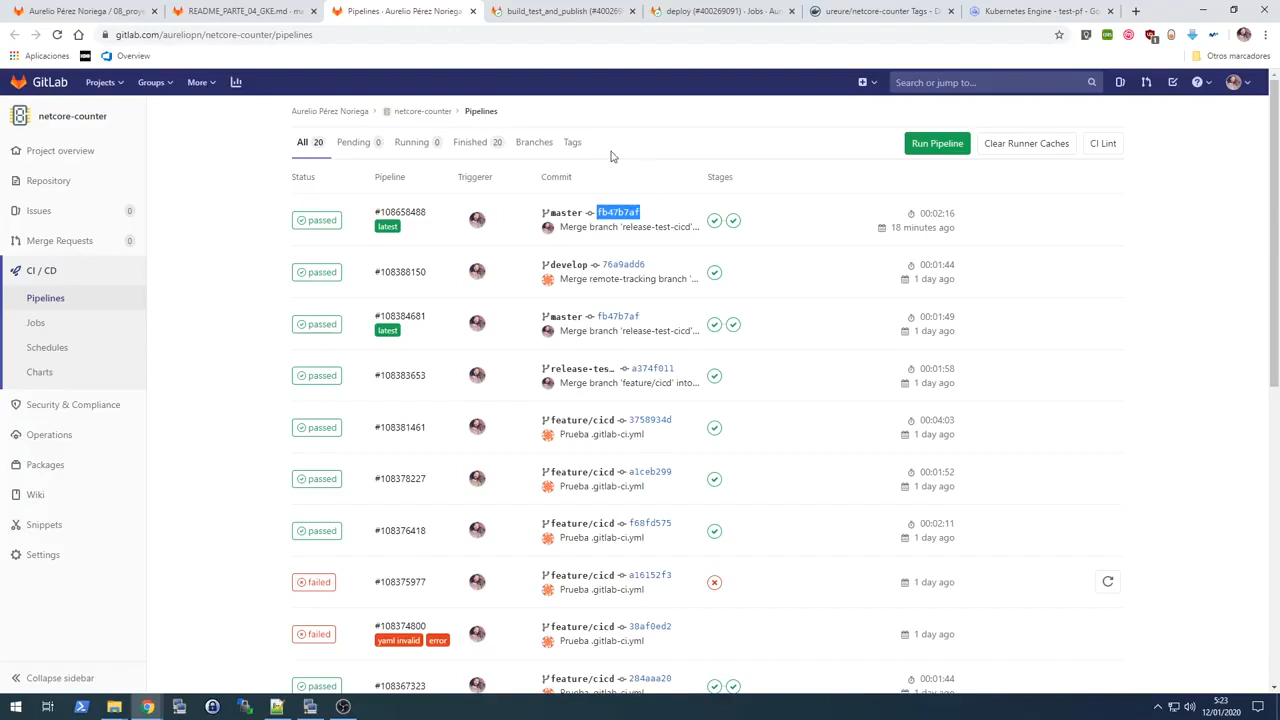 Aurelio Pérez Noriega / 08_proye
README_PARTE_04_GKE.md · mas
Pipelines · Aurelio Pérez Noriega
build_test_and_publish (#400269
deploy (#400269091) · Jobs · Aure
ureure/netcore-counter Tags - D
Kubernetes Engine - test-pf - Go
gitlab.com/aureliopn/netcore-counter/pipelines
Aplicaciones
Overview
Otros marcadores
GitLab
Projects
Groups
More
Search or jump to...
netcore-counter
Project overview
Repository
Issues 0
Merge Requests 0
CI / CD
Pipelines
Jobs
Schedules
Charts
Security & Compliance
Operations
Packages
Wiki
Snippets
Settings
Collapse sidebar
Aurelio Pérez Noriega > netcore-counter > Pipelines
All 20 Pending 0 Running 0 Finished 20 Branches Tags
Run Pipeline Clear Runner Caches CI Lint
Status Pipeline Triggerer Commit Stages
passed #108658488 latest master fb47b7af 00:02:16
Merge branch 'release-test-cicd'... 18 minutes ago
passed #108388150 develop 76a9add6 00:01:44
Merge remote-tracking branch '... 1 day ago
passed #108384681 latest master fb47b7af 00:01:49
Merge branch 'release-test-cicd'... 1 day ago
passed #108383653 release-tes... a374f011 00:01:58
Merge branch 'feature/cicd' into... 1 day ago
passed #108381461 feature/cicd 3758934d 00:04:03
Prueba .gitlab-ci.yml 1 day ago
passed #108378227 feature/cicd a1ceb299 00:01:52
Prueba .gitlab-ci.yml 1 day ago
passed #108376418 feature/cicd f68fd575 00:02:11
Prueba .gitlab-ci.yml 1 day ago
failed #108375977 feature/cicd a16152f3
Prueba .gitlab-ci.yml 1 day ago
failed #108374800 yaml invalid error feature/cicd 38af0ed2
Prueba .gitlab-ci.yml 1 day ago
passed #108367323 feature/cicd 284aaa20 00:01:44
Prueba .gitlab-ci.yml 1 day ago
5:23
12/01/2020